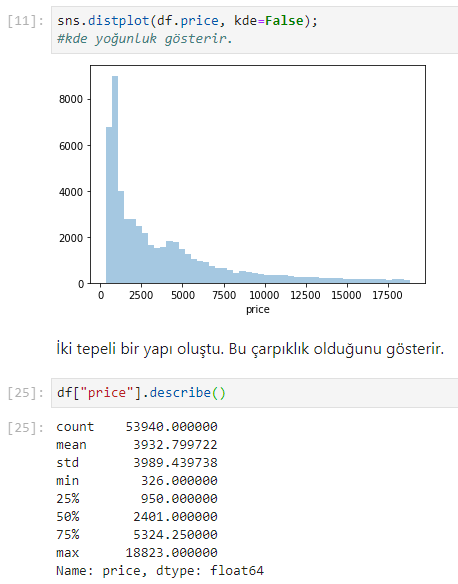 [11]: sns.distplot(df.price, kde=False);
#kde yoğunluk gösterir.
8000
6000
4000
2000
0
0 2500 5000 7500 10000 12500 15000 17500
price
İki tepeli bir yapı oluştu. Bu çarpıklık olduğunu gösterir.
[25]: df["price"].describe()
[25]: count 53940.000000
mean 3932.799722
std 3989.439738
min 326.000000
25% 950.000000
50% 2401.000000
75% 5324.250000
max 18823.000000
Name: price, dtype: float64